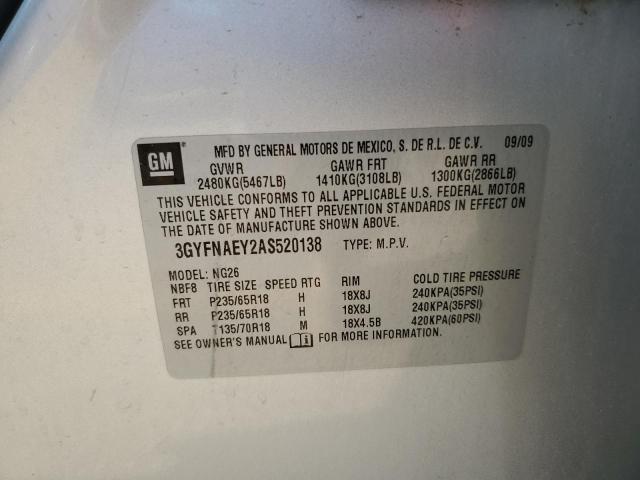 GM
MFD BY GENERAL MOTORS DE MEXICO, S. DE R.L. DE C.V. 09/09
GVWR GAWR FRT GAWR RR
2480KG(5467LB) 1410KG(3108LB) 1300KG(2866LB)
THIS VEHICLE CONFORMS TO ALL APPLICABLE U.S. FEDERAL MOTOR
VEHICLE SAFETY AND THEFT PREVENTION STANDARDS IN EFFECT ON
THE DATE OF MANUFACTURE SHOWN ABOVE.
3GYFNAEY2AS520138 TYPE: M.P.V.
MODEL: NG26
NBF8 TIRE SIZE SPEED RTG RIM COLD TIRE PRESSURE
FRT P235/65R18 H 18X8J 240KPA(35PSI)
RR P235/65R18 H 18X8J 240KPA(35PSI)
SPA T135/70R18 M 18X4.5B 420KPA(60PSI)
SEE OWNER'S MANUAL FOR MORE INFORMATION.